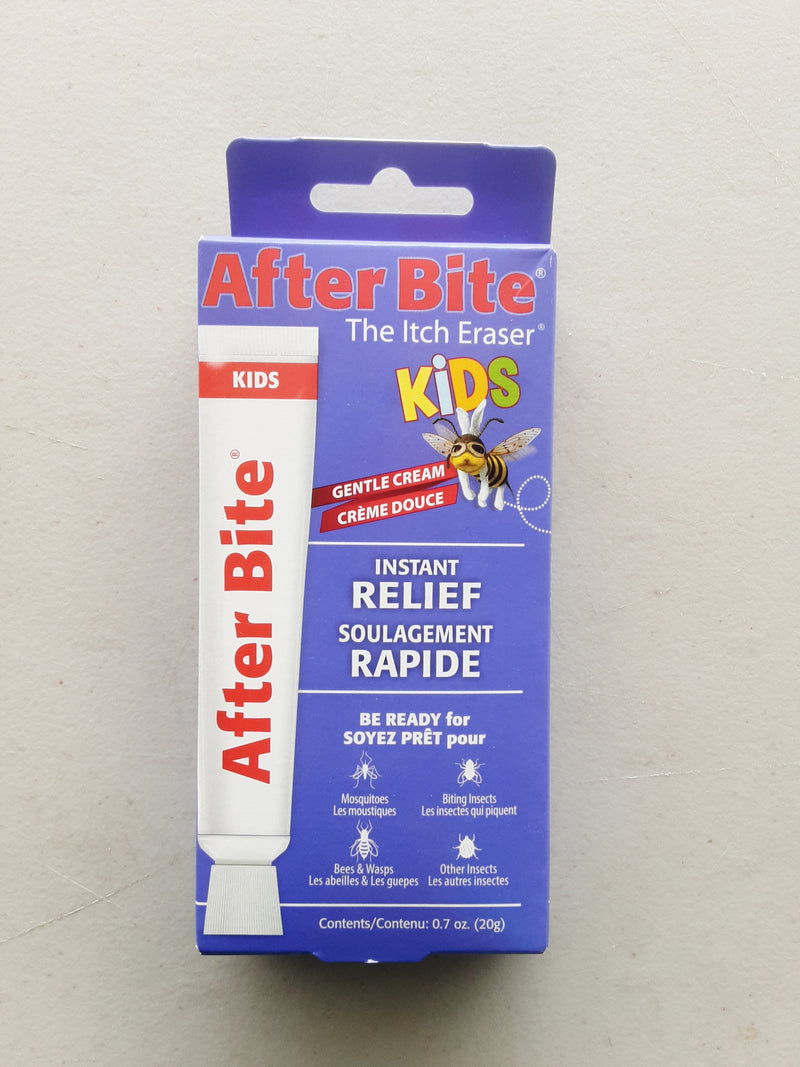 After Bite®
The Itch Eraser®
KIDS
KiDS
After Bite®
GENTLE CREAM
CRÈME DOUCE
INSTANT
RELIEF
SOULAGEMENT
RAPIDE
BE READY for
SOYEZ PRÊT pour
Mosquitoes
Les moustiques
Biting Insects
Les insectes qui piquent
Bees & Wasps
Les abeilles & Les guepes
Other Insects
Les autres insectes
Contents/Contenu: 0.7 oz. (20g)